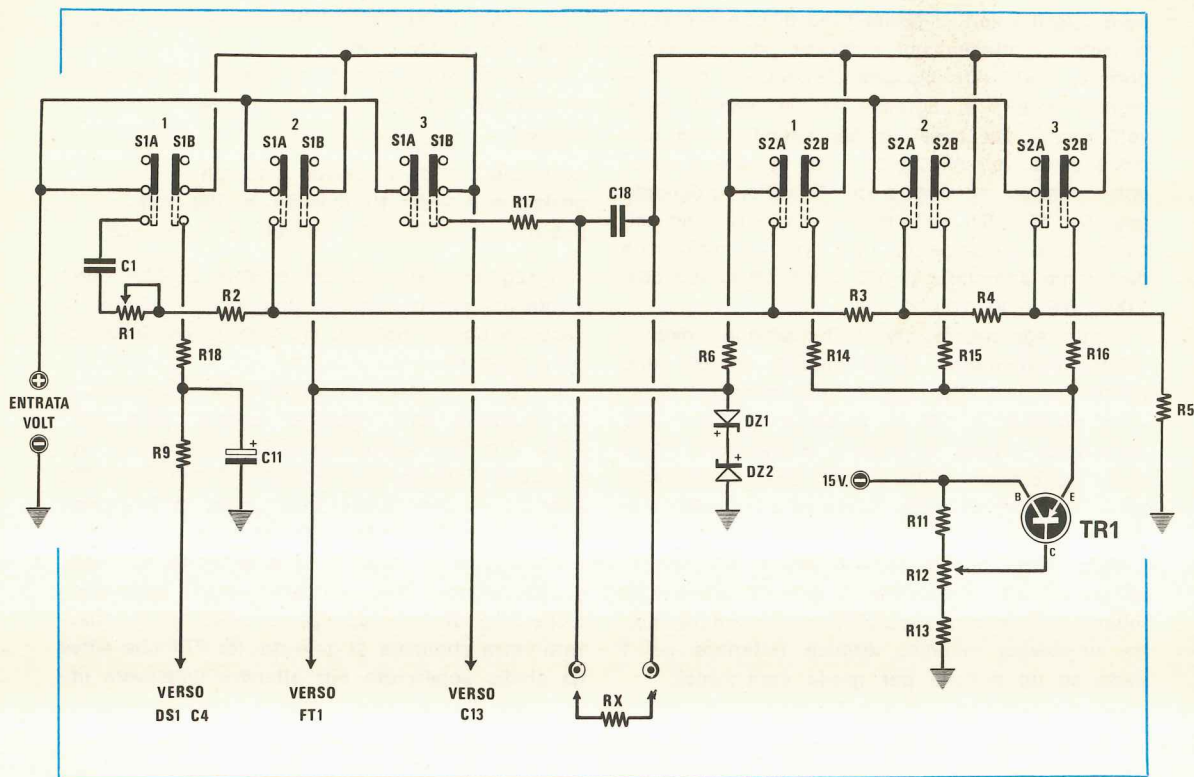 1 2 3 1 2 3
S1A S1B S1A S1B S1A S1B S2A S2B S2A S2B S2A S2B
R17 C18
C1
R1 R2 R3 R4
R18 R6 R14 R15 R16
ENTRATA
VOLT
R5
R9 C11 DZ1
DZ2
15 V.
B E
TR1
C
R11
R12
R13
VERSO
DS1 C4
VERSO
FT1
VERSO
C13
RX